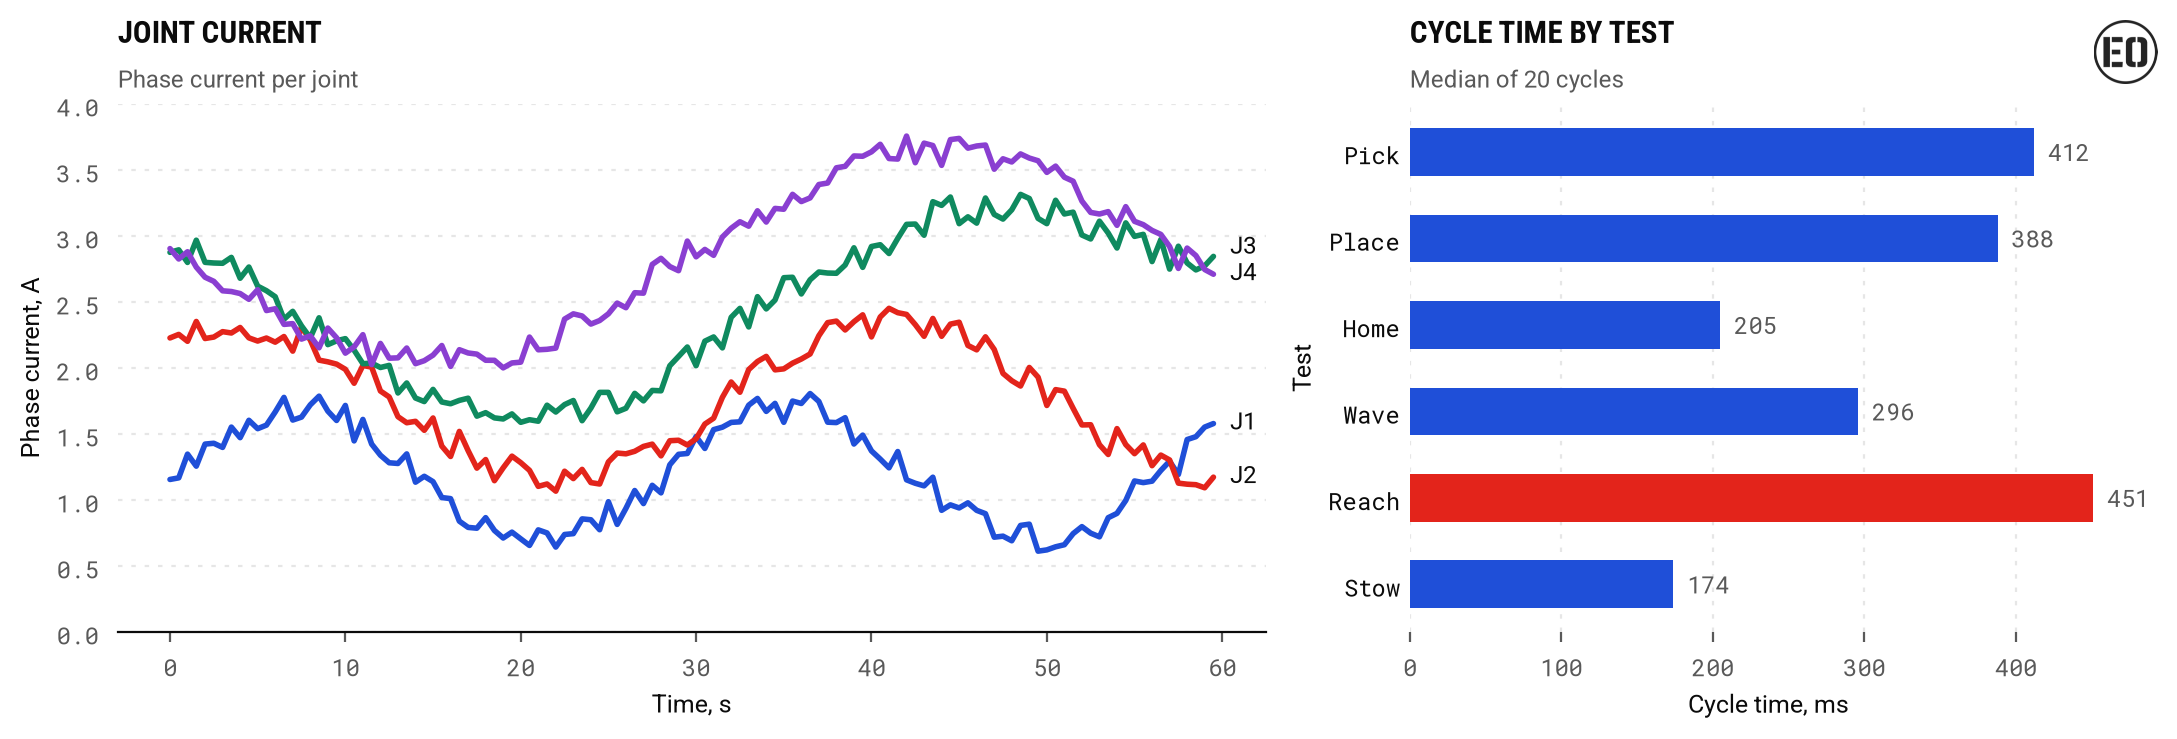 JOINT CURRENT
Phase current per joint
4.0
3.5
3.0
2.5
2.0
1.5
1.0
0.5
0.0
Phase current, A
0 10 20 30 40 50 60
Time, s
J3
J4
J1
J2
CYCLE TIME BY TEST
EO
Median of 20 cycles
Test
Pick 412
Place 388
Home 205
Wave 296
Reach 451
Stow 174
0 100 200 300 400
Cycle time, ms